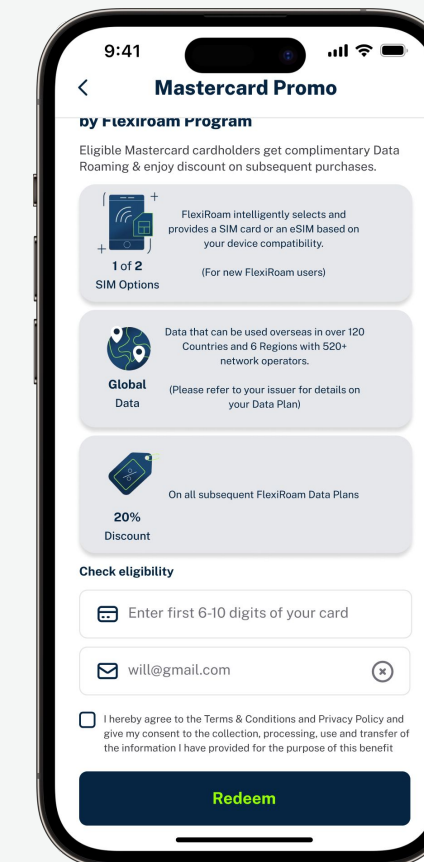 9:41
Mastercard Promo
by Flexiroam Program
Eligible Mastercard cardholders get complimentary Data
Roaming & enjoy discount on subsequent purchases.
1 of 2
SIM Options
FlexiRoam intelligently selects and
provides a SIM card or an eSIM based on
your device compatibility.
(For new FlexiRoam users)
Global
Data
Data that can be used overseas in over 120
Countries and 6 Regions with 520+
network operators.
(Please refer to your issuer for details on
your Data Plan)
20%
Discount
On all subsequent FlexiRoam Data Plans
Check eligibility
Enter first 6-10 digits of your card
will@gmail.com
I hereby agree to the Terms & Conditions and Privacy Policy and
give my consent to the collection, processing, use and transfer of
the information I have provided for the purpose of this benefit
Redeem